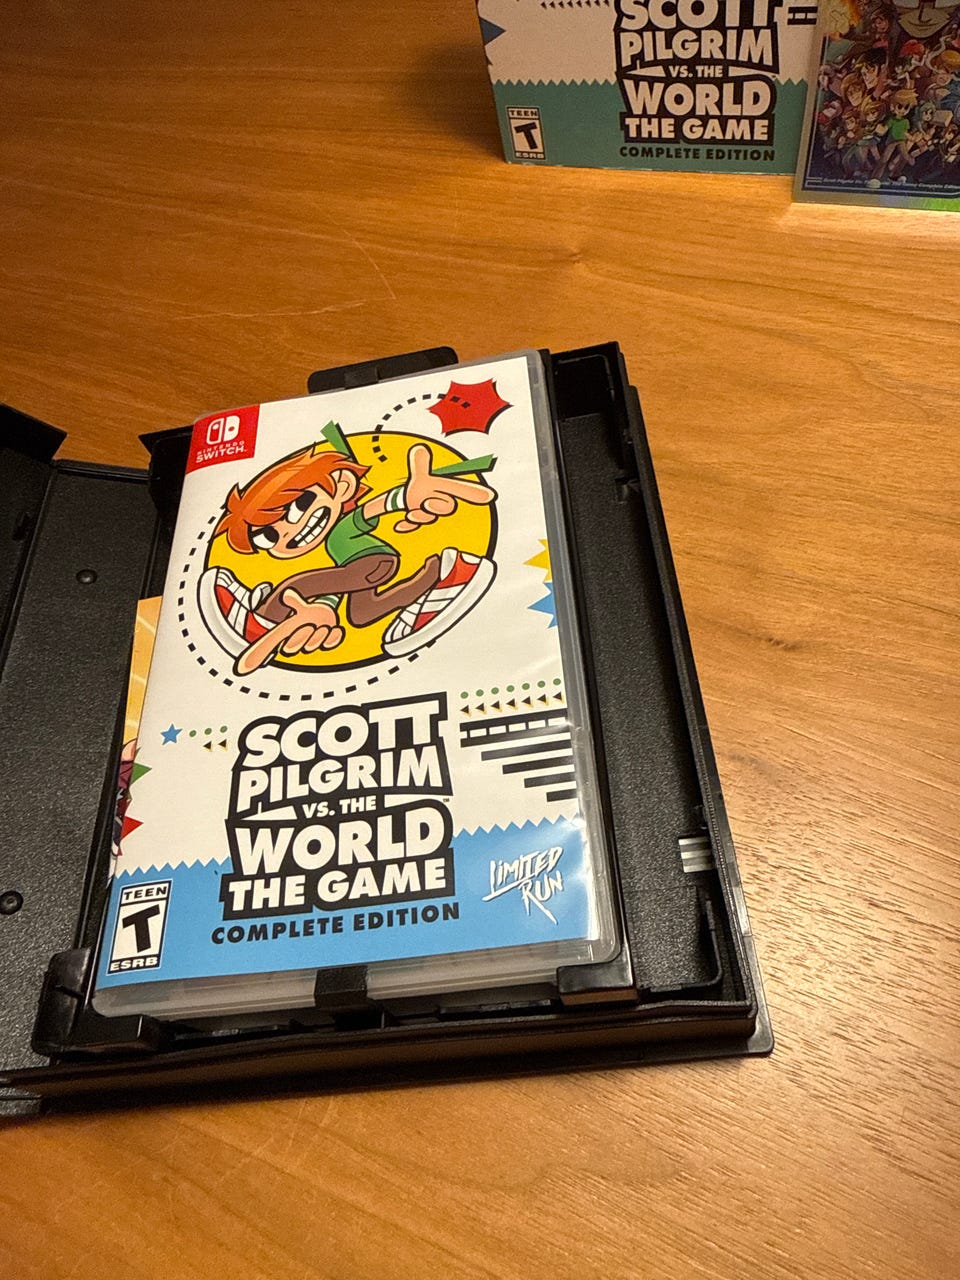 SCOTT
PILGRIM
VS. THE
WORLD
THE GAME
COMPLETE EDITION
TEEN
T
ESRB
NINTENDO
SWITCH
SCOTT
PILGRIM
VS. THE
WORLD
THE GAME
COMPLETE EDITION
TEEN
T
ESRB
LIMITED
RUN